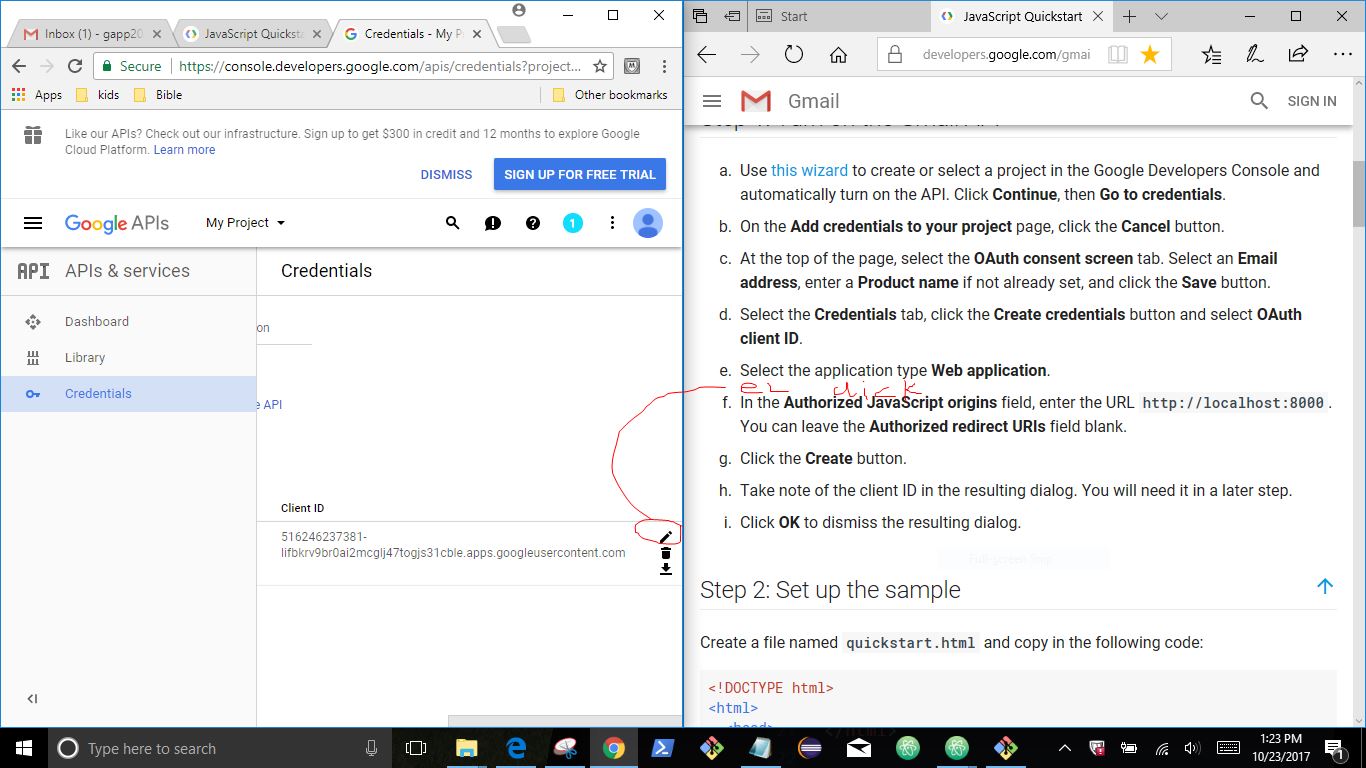 Inbox (1) - gapp20
JavaScript Quicksta
Credentials - My P
Secure
https://console.developers.google.com/apis/credentials?project...
Apps
kids
Bible
Other bookmarks
Like our APIs? Check out our infrastructure. Sign up to get $300 in credit and 12 months to explore Google
Cloud Platform. Learn more
DISMISS
SIGN UP FOR FREE TRIAL
Google APIs
My Project
1
API
APIs & services
Credentials
Dashboard
Library
Credentials
on
e API
Client ID
516246237381-
lifbkrv9br0ai2mcglj47togjs31cble.apps.googleusercontent.com
Start
JavaScript Quickstart
developers.google.com/gmai
Gmail
SIGN IN
a. Use this wizard to create or select a project in the Google Developers Console and
automatically turn on the API. Click Continue, then Go to credentials.
b. On the Add credentials to your project page, click the Cancel button.
c. At the top of the page, select the OAuth consent screen tab. Select an Email
address, enter a Product name if not already set, and click the Save button.
d. Select the Credentials tab, click the Create credentials button and select OAuth
client ID.
e. Select the application type Web application.
click
f. In the Authorized JavaScript origins field, enter the URL http://localhost:8000 .
You can leave the Authorized redirect URIs field blank.
g. Click the Create button.
h. Take note of the client ID in the resulting dialog. You will need it in a later step.
i. Click OK to dismiss the resulting dialog.
Full-screen Snip
Step 2: Set up the sample
Create a file named quickstart.html and copy in the following code:
<!DOCTYPE html>
<html>
<head>
Type here to search
1:23 PM
10/23/2017
1